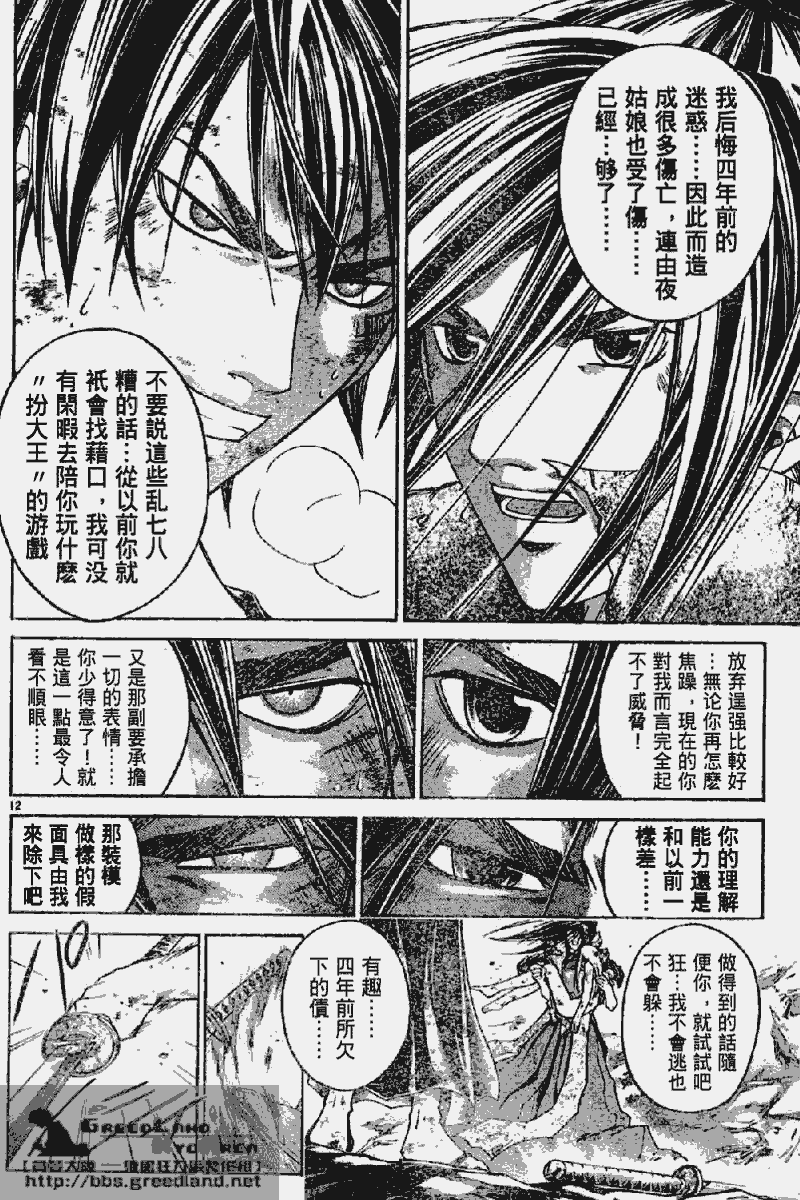 我后悔四年前的
迷惑……因此而造
成很多傷亡，連由夜
姑娘也受了傷……
已經…够了……
不要説這些乱七八
糟的話…從以前你就
衹會找藉口，我可没
有閑暇去陪你玩什麽
"扮大王"的游戲
放弃逞强比較好
…無论你再怎麽
焦躁，現在的你
對我而言完全起
不了威脅！
又是那副要承擔
一切的表情……
你少得意了！就
是這一點最令人
看不順眼……
12
你的理解
能力還是
和以前一
樣差……
那装模
做樣的假
面具由我
來除下吧
做得到的話隨
便你，就試試吧
狂…我不會逃也
不會躲……
有趣……
四年前所欠
下的債……
GREEDLAND
KYO REN
http://bbs.greedland.net